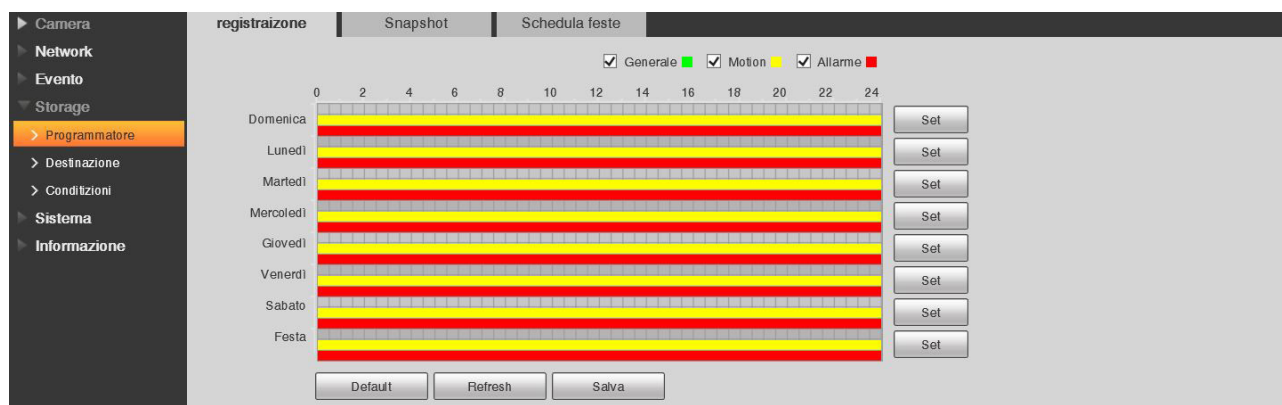 Camera
Network
Evento
Storage
Programmatore
Destinazione
Conditizioni
Sistema
Informazione
registraizone Snapshot Schedula feste
Generale Motion Allarme
0 2 4 6 8 10 12 14 16 18 20 22 24
Domenica Set
Lunedì Set
Martedì Set
Mercoledì Set
Giovedì Set
Venerdì Set
Sabato Set
Festa Set
Default Refresh Salva